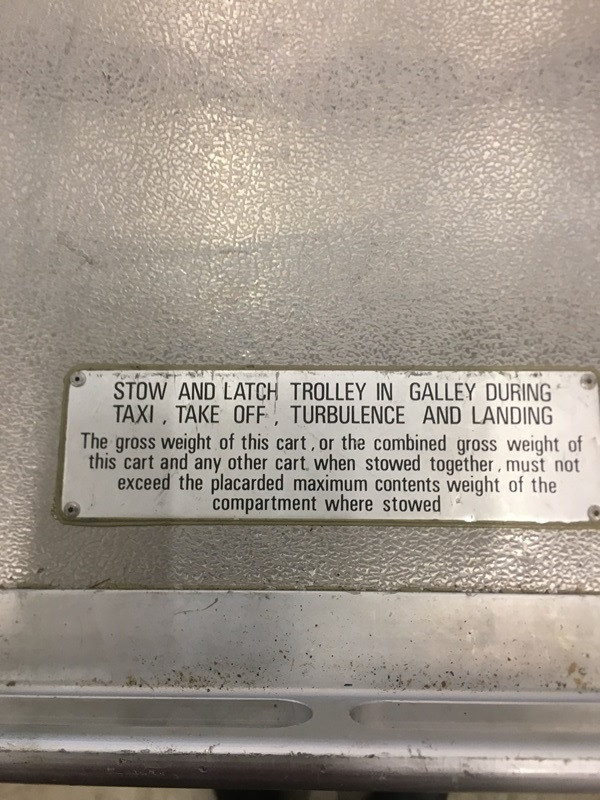 STOW AND LATCH TROLLEY IN GALLEY DURING
TAXI, TAKE OFF, TURBULENCE AND LANDING
The gross weight of this cart, or the combined gross weight of
this cart and any other cart when stowed together, must not
exceed the placarded maximum contents weight of the
compartment where stowed